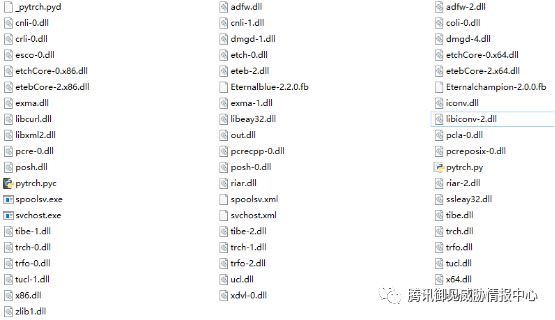 _pytrch.pyd adfw.dll adfw-2.dll
cnli-0.dll cnli-1.dll coli-0.dll
crli-0.dll dmgd-1.dll dmgd-4.dll
esco-0.dll etch-0.dll etchCore-0.x64.dll
etchCore-0.x86.dll eteb-2.dll etebCore-2.x64.dll
etebCore-2.x86.dll Eternalblue-2.2.0.fb Eternalchampion-2.0.0.fb
exma.dll exma-1.dll iconv.dll
libcurl.dll libeay32.dll libiconv-2.dll
libxml2.dll out.dll pcla-0.dll
pcre-0.dll pcrecpp-0.dll pcreposix-0.dll
posh.dll posh-0.dll pytrch.py
pytrch.pyc riar.dll riar-2.dll
spoolsv.exe spoolsv.xml ssleay32.dll
svchost.exe svchost.xml tibe.dll
tibe-1.dll tibe-2.dll trch.dll
trch-0.dll trch-1.dll trfo.dll
trfo-0.dll trfo-2.dll tucl.dll
tucl-1.dll ucl.dll x64.dll
x86.dll xdvl-0.dll
zlib1.dll
腾讯御见威胁情报中心